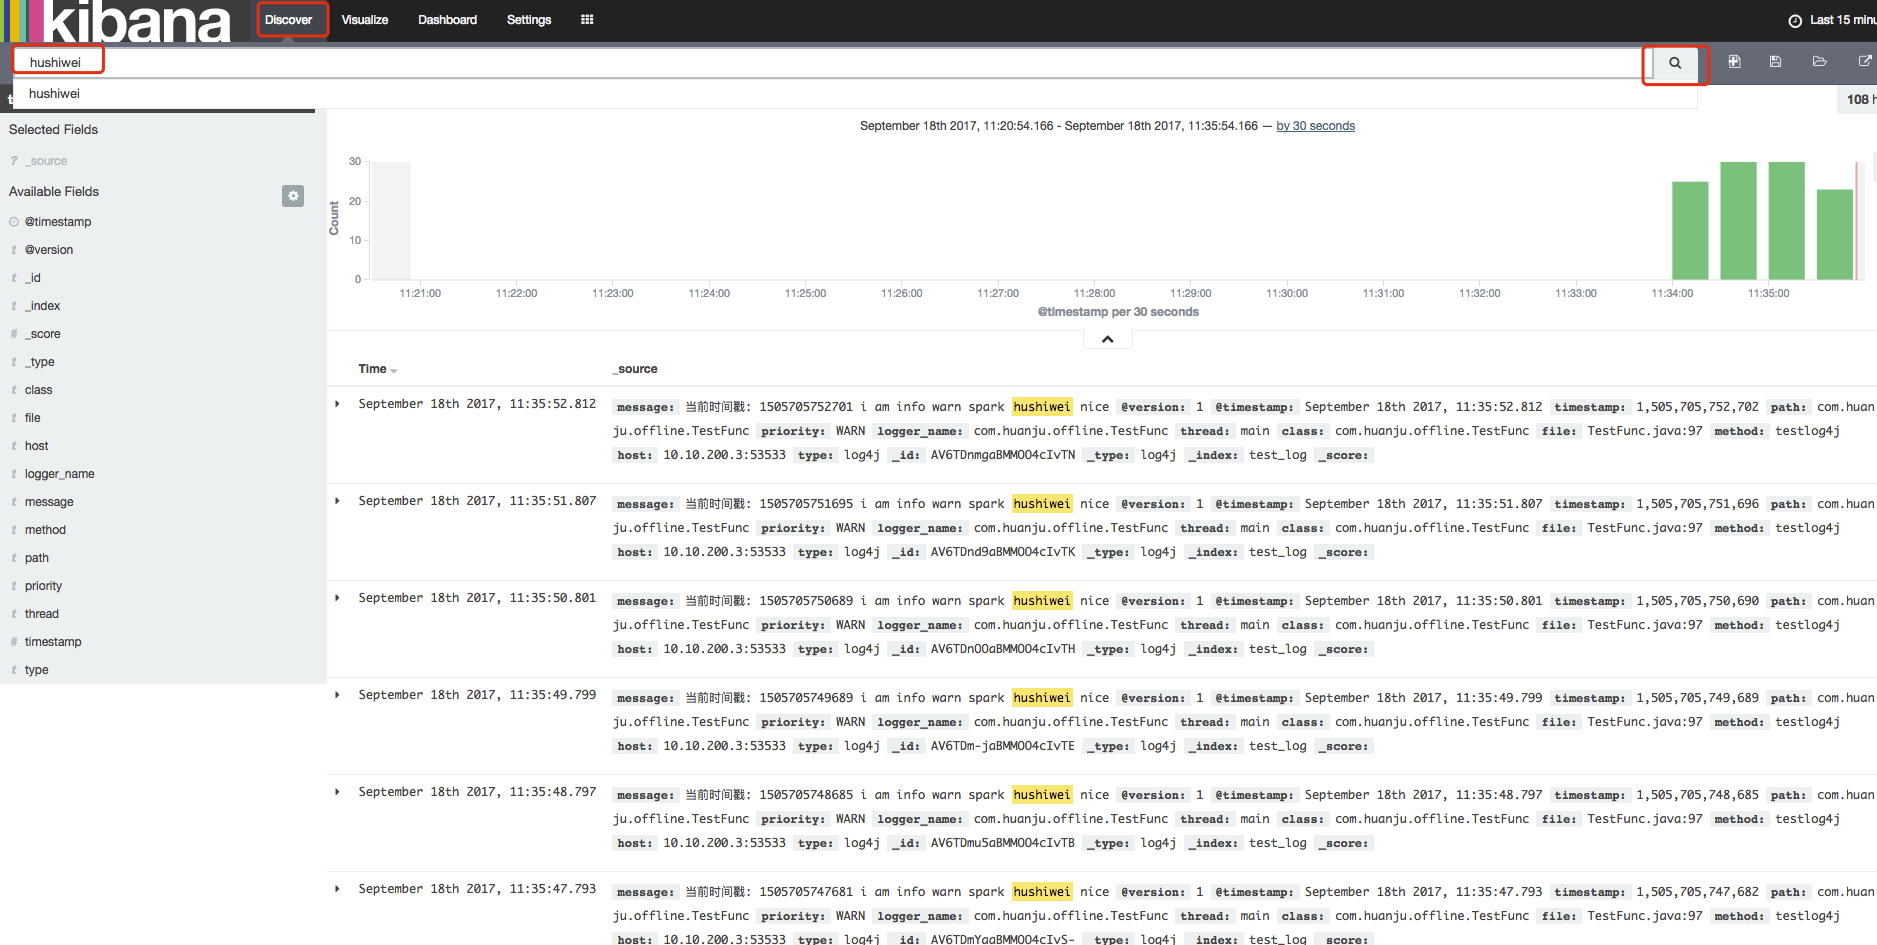 kibana Discover Visualize Dashboard Settings Last 15 minu
hushiwei
hushiwei
108 h
Selected Fields
? _source
Available Fields
@timestamp
t @version
t _id
t _index
# _score
t _type
t class
t file
t host
t logger_name
t message
t method
t path
t priority
t thread
# timestamp
t type
September 18th 2017, 11:20:54.166 - September 18th 2017, 11:35:54.166 — by 30 seconds
Count
30
20
10
0
11:21:00 11:22:00 11:23:00 11:24:00 11:25:00 11:26:00 11:27:00 11:28:00 11:29:00 11:30:00 11:31:00 11:32:00 11:33:00 11:34:00 11:35:00
@timestamp per 30 seconds
Time _source
September 18th 2017, 11:35:52.812 message: 当前时间戳: 1505705752701 i am info warn spark hushiwei nice @version: 1 @timestamp: September 18th 2017, 11:35:52.812 timestamp: 1,505,705,752,702 path: com.huan
ju.offline.TestFunc priority: WARN logger_name: com.huanju.offline.TestFunc thread: main class: com.huanju.offline.TestFunc file: TestFunc.java:97 method: testlog4j
host: 10.10.200.3:53533 type: log4j _id: AV6TDnmgaBMMOO4cIvTN _type: log4j _index: test_log _score:
September 18th 2017, 11:35:51.807 message: 当前时间戳: 1505705751695 i am info warn spark hushiwei nice @version: 1 @timestamp: September 18th 2017, 11:35:51.807 timestamp: 1,505,705,751,696 path: com.huan
ju.offline.TestFunc priority: WARN logger_name: com.huanju.offline.TestFunc thread: main class: com.huanju.offline.TestFunc file: TestFunc.java:97 method: testlog4j
host: 10.10.200.3:53533 type: log4j _id: AV6TDnd9aBMMOO4cIvTK _type: log4j _index: test_log _score:
September 18th 2017, 11:35:50.801 message: 当前时间戳: 1505705750689 i am info warn spark hushiwei nice @version: 1 @timestamp: September 18th 2017, 11:35:50.801 timestamp: 1,505,705,750,690 path: com.huan
ju.offline.TestFunc priority: WARN logger_name: com.huanju.offline.TestFunc thread: main class: com.huanju.offline.TestFunc file: TestFunc.java:97 method: testlog4j
host: 10.10.200.3:53533 type: log4j _id: AV6TDnOOaBMMOO4cIvTH _type: log4j _index: test_log _score:
September 18th 2017, 11:35:49.799 message: 当前时间戳: 1505705749689 i am info warn spark hushiwei nice @version: 1 @timestamp: September 18th 2017, 11:35:49.799 timestamp: 1,505,705,749,689 path: com.huan
ju.offline.TestFunc priority: WARN logger_name: com.huanju.offline.TestFunc thread: main class: com.huanju.offline.TestFunc file: TestFunc.java:97 method: testlog4j
host: 10.10.200.3:53533 type: log4j _id: AV6TDm-jaBMMOO4cIvTE _type: log4j _index: test_log _score:
September 18th 2017, 11:35:48.797 message: 当前时间戳: 1505705748685 i am info warn spark hushiwei nice @version: 1 @timestamp: September 18th 2017, 11:35:48.797 timestamp: 1,505,705,748,685 path: com.huan
ju.offline.TestFunc priority: WARN logger_name: com.huanju.offline.TestFunc thread: main class: com.huanju.offline.TestFunc file: TestFunc.java:97 method: testlog4j
host: 10.10.200.3:53533 type: log4j _id: AV6TDmu5aBMMOO4cIvTB _type: log4j _index: test_log _score:
September 18th 2017, 11:35:47.793 message: 当前时间戳: 1505705747681 i am info warn spark hushiwei nice @version: 1 @timestamp: September 18th 2017, 11:35:47.793 timestamp: 1,505,705,747,682 path: com.huan
ju.offline.TestFunc priority: WARN logger_name: com.huanju.offline.TestFunc thread: main class: com.huanju.offline.TestFunc file: TestFunc.java:97 method: testlog4j
host: 10.10.200.3:53533 type: log4j _id: AV6TDmYaaBMMOO4cIvS- _type: log4j _index: test_log _score: